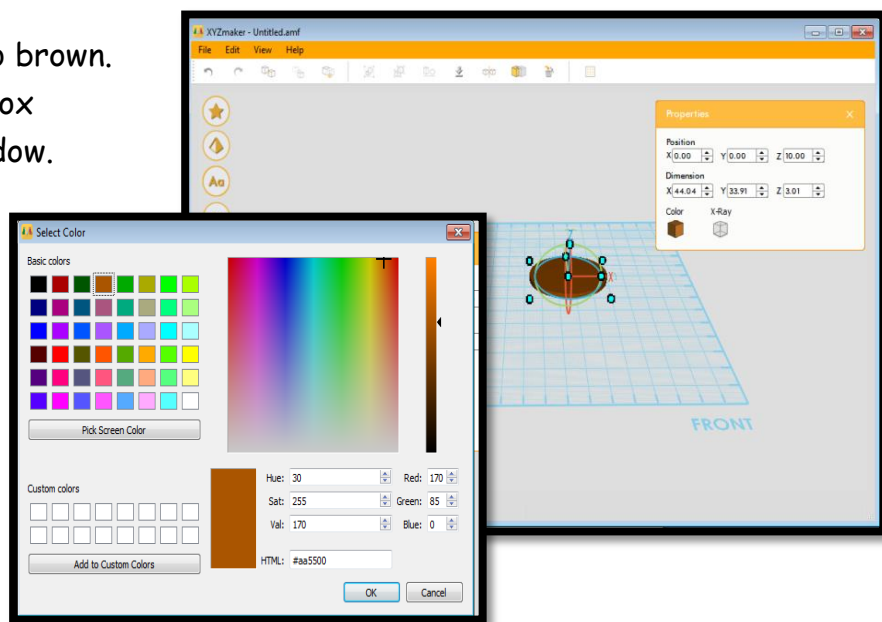 o brown.
ox
dow.
XYZmaker - Untitled.amf
File Edit View Help
Aa
Properties X
Position
X 0.00 Y 0.00 Z 10.00
Dimension
X 44.04 Y 33.91 Z 3.01
Color X-Ray
Z
X
FRONT
Select Color
Basic colors
Pick Screen Color
Custom colors
Add to Custom Colors
Hue: 30 Red: 170
Sat: 255 Green: 85
Val: 170 Blue: 0
HTML: #aa5500
OK Cancel